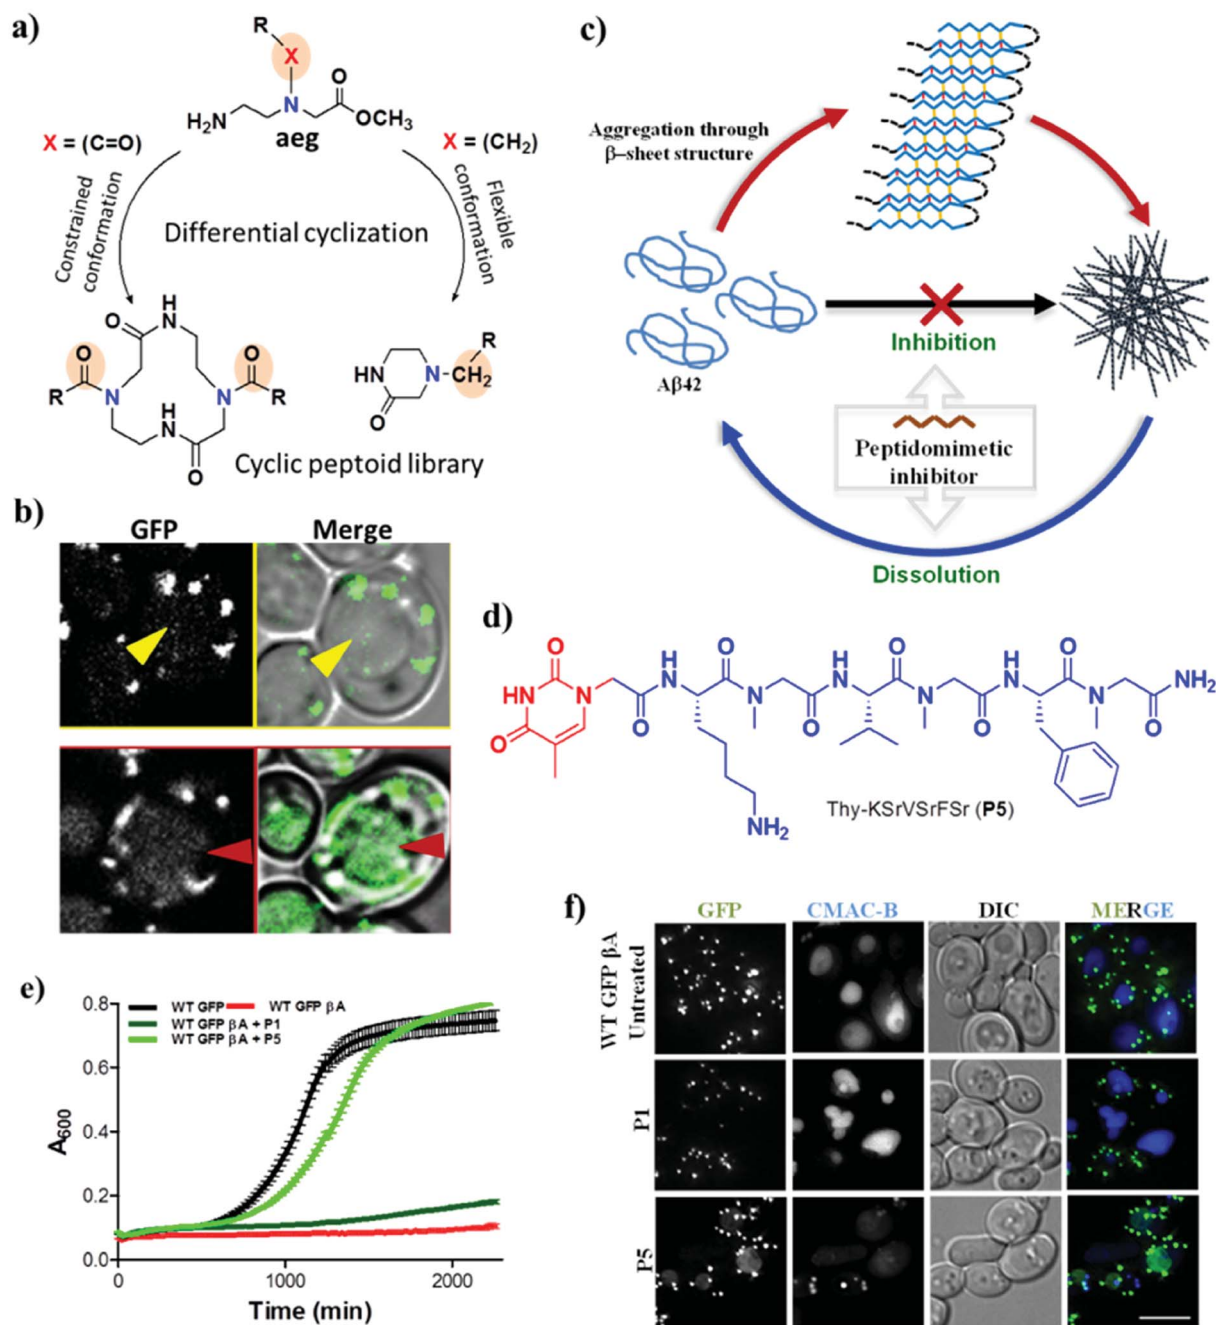 a)
R
X
N
O
H₂N
OCH₃
aeg
X = (C=O)
X = (CH₂)
Constrained
conformation
Flexible
conformation
Differential cyclization
O
H
N
O
O
R
N
N
R
H
N
O
R
HN
N
CH₂
O
Cyclic peptoid library
b)
GFP
Merge
c)
Aggregation through
β–sheet structure
Aβ42
Inhibition
Peptidomimetic
inhibitor
Dissolution
d)
O
HN
N
O
O
H
N
O
N
O
H
N
O
N
O
H
N
O
N
O
NH₂
NH₂
Thy-KSrVSrFSr (P5)
e)
WT GFP
WT GFP βA
WT GFP βA + P1
WT GFP βA + P5
A₆₀₀
0.8
0.6
0.4
0.2
0.0
0
1000
2000
Time (min)
f)
GFP
CMAC-B
DIC
MERGE
WT GFP βA
Untreated
P1
P5